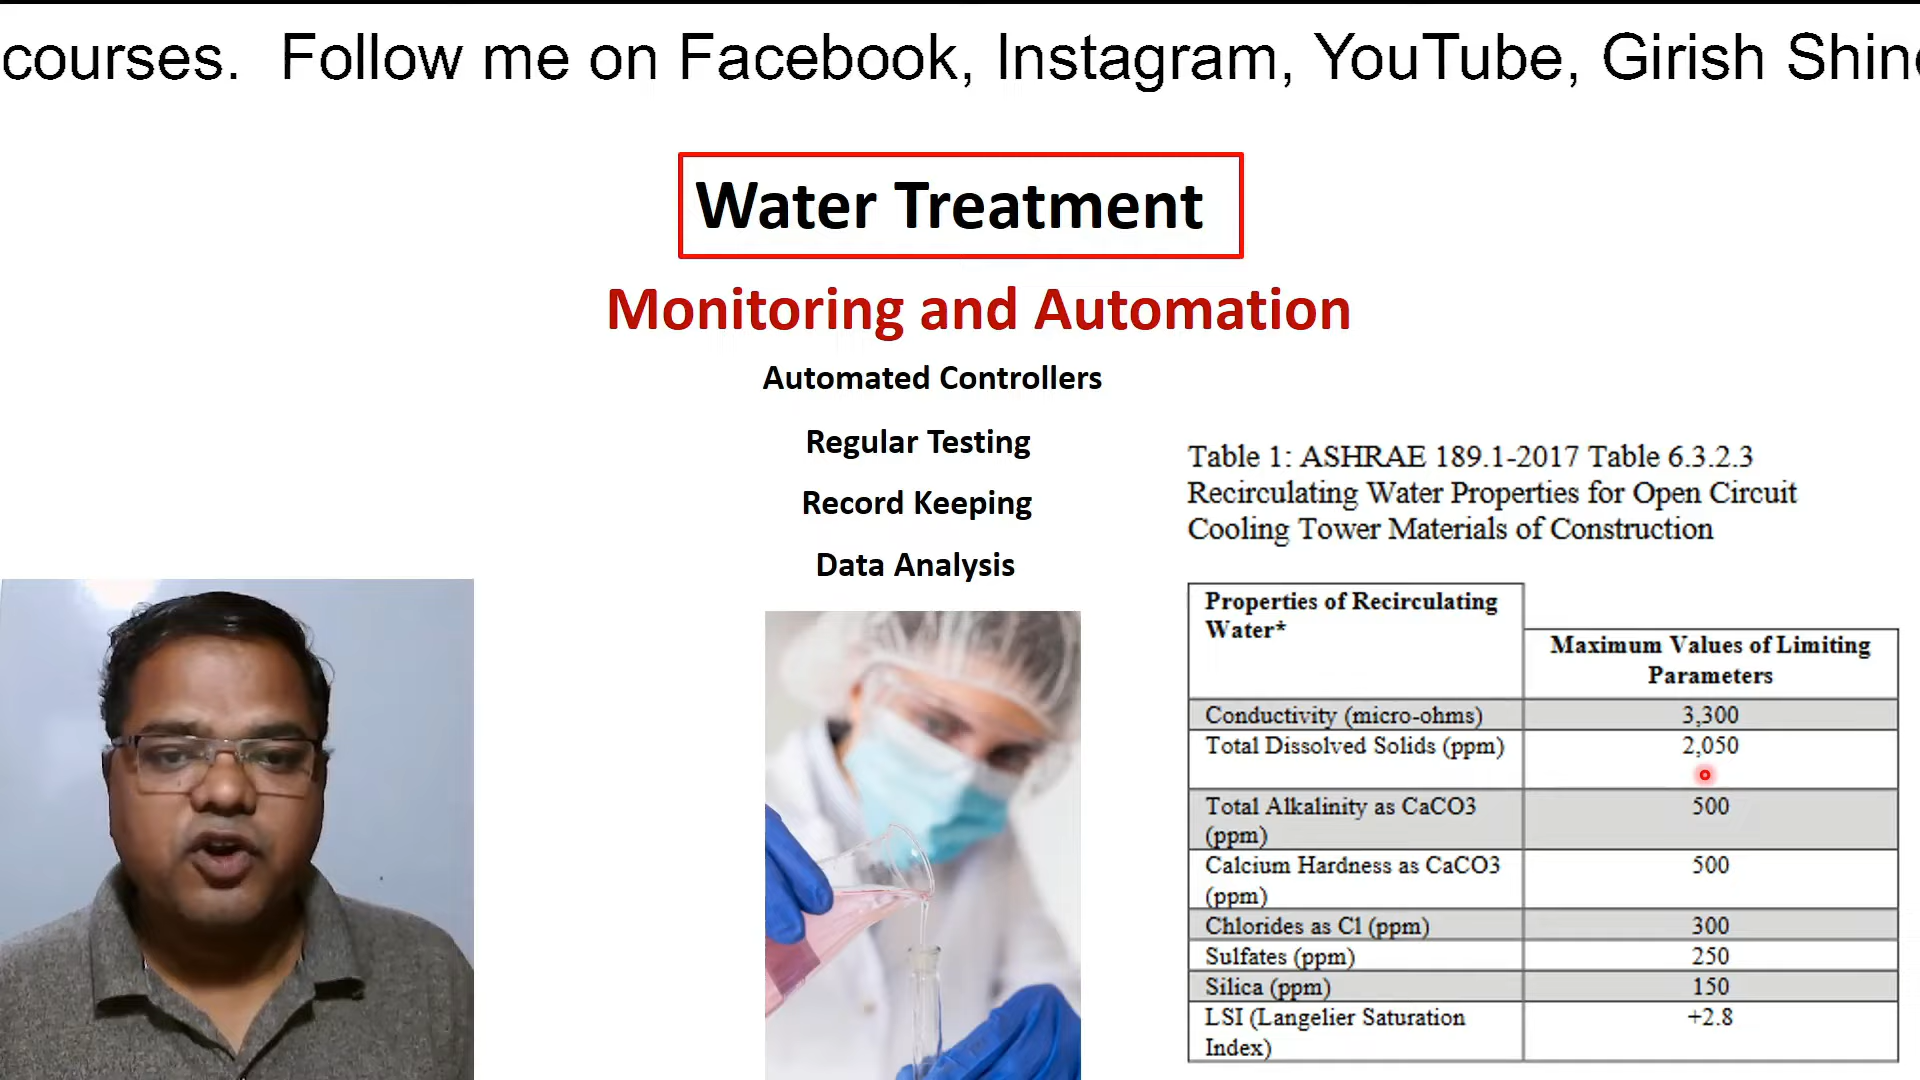 courses. Follow me on Facebook, Instagram, YouTube, Girish
Water Treatment
Monitoring and Automation
Automated Controllers
Regular Testing
Record Keeping
Data Analysis
Table 1: ASHRAE 189.1-2017 Table 6.3.2.3
Recirculating Water Properties for Open Circuit
Cooling Tower Materials of Construction
Properties of Recirculating
Water*
Maximum Values of Limiting
Parameters
Conductivity (micro-ohms) 3,300
Total Dissolved Solids (ppm) 2,050
Total Alkalinity as CaCO3 500
(ppm)
Calcium Hardness as CaCO3 500
(ppm)
Chlorides as Cl (ppm) 300
Sulfates (ppm) 250
Silica (ppm) 150
LSI (Langelier Saturation +2.8
Index)